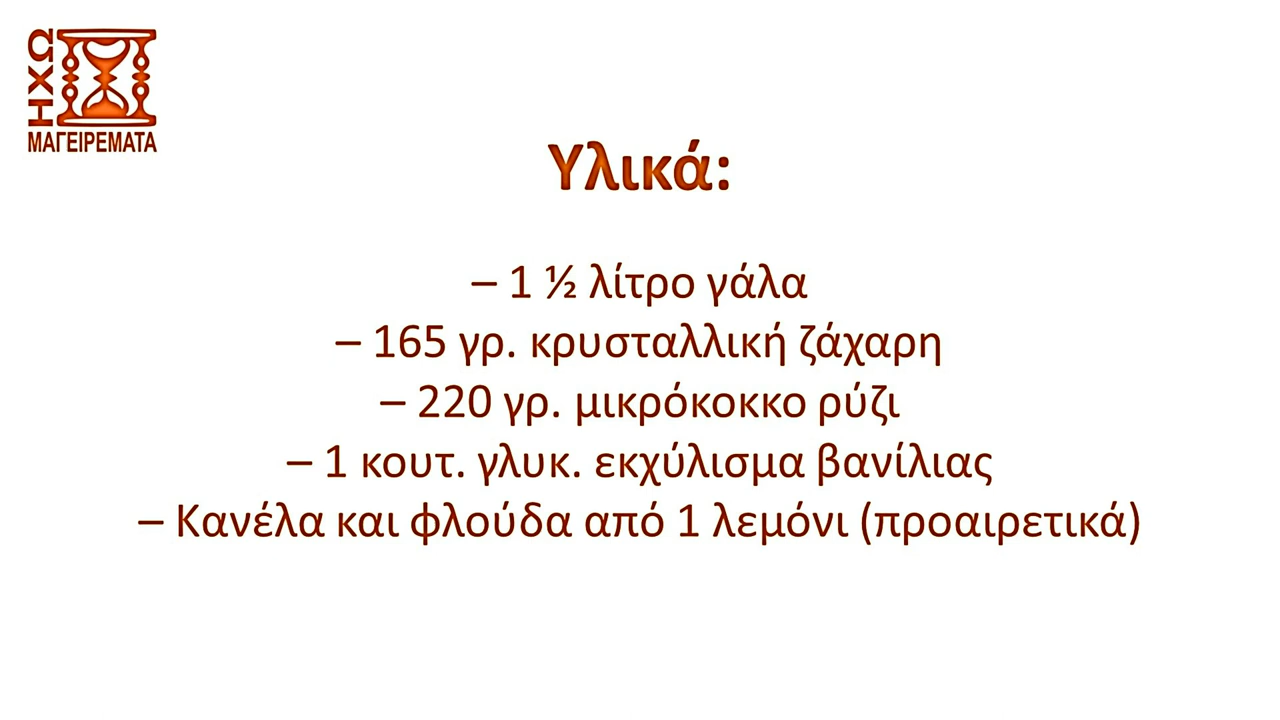 ΗΧΩ
ΜΑΓΕΙΡΕΜΑΤΑ
Υλικά:
– 1 ½ λίτρο γάλα
– 165 γρ. κρυσταλλική ζάχαρη
– 220 γρ. μικρόκοκκο ρύζι
– 1 κουτ. γλυκ. εκχύλισμα βανίλιας
– Κανέλα και φλούδα από 1 λεμόνι (προαιρετικά)